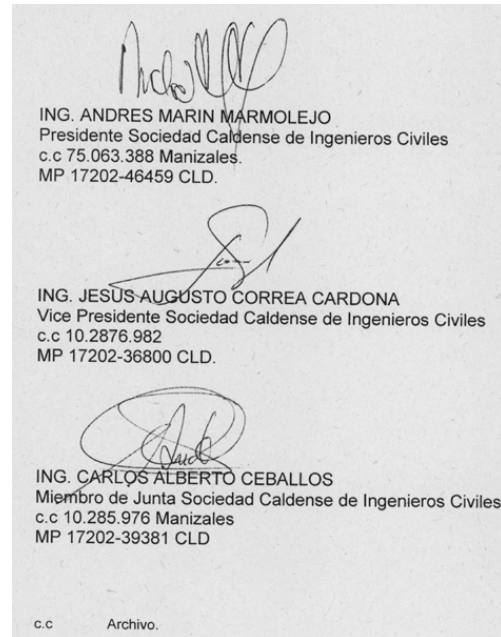 ING. ANDRES MARIN MARMOLEJO
Presidente Sociedad Caldense de Ingenieros Civiles
c.c 75.063.388 Manizales.
MP 17202-46459 CLD.
ING. JESUS AUGUSTO CORREA CARDONA
Vice Presidente Sociedad Caldense de Ingenieros Civiles
c.c 10.2876.982
MP 17202-36800 CLD.
ING. CARLOS ALBERTO CEBALLOS
Miembro de Junta Sociedad Caldense de Ingenieros Civiles
c.c 10.285.976 Manizales
MP 17202-39381 CLD
c.c Archivo.